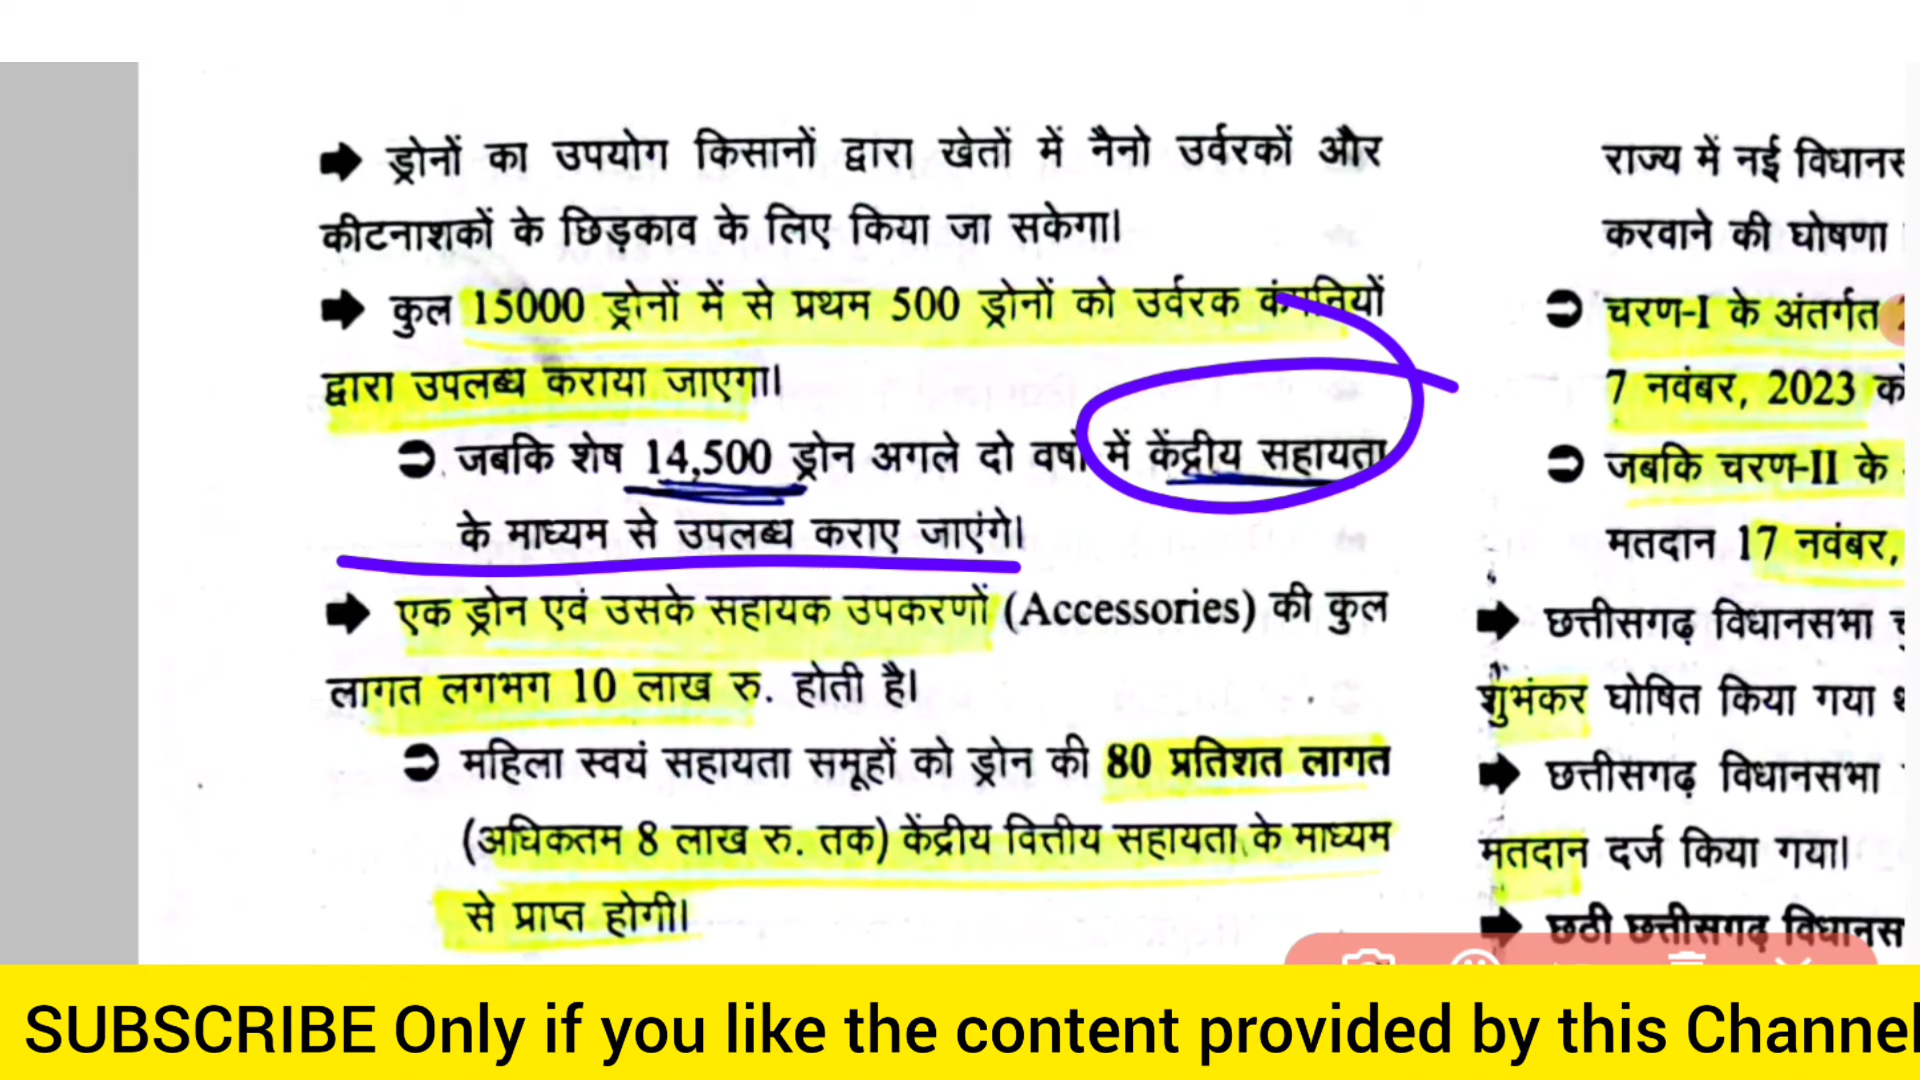 ड्रोनों का उपयोग किसानों द्वारा खेतों में नैनो उर्वरकों और
कीटनाशकों के छिड़काव के लिए किया जा सकेगा।
कुल 15000 ड्रोनों में से प्रथम 500 ड्रोनों को उर्वरक कंपनियों
द्वारा उपलब्ध कराया जाएगा।
जबकि शेष 14,500 ड्रोन अगले दो वर्षों में केंद्रीय सहायता
के माध्यम से उपलब्ध कराए जाएंगे।
एक ड्रोन एवं उसके सहायक उपकरणों (Accessories) की कुल
लागत लगभग 10 लाख रु. होती है।
महिला स्वयं सहायता समूहों को ड्रोन की 80 प्रतिशत लागत
(अधिकतम 8 लाख रु. तक) केंद्रीय वित्तीय सहायता के माध्यम
से प्राप्त होगी।
राज्य में नई
करवाने की घोषणा
चरण-I के अंतर्गत
7 नवंबर, 2023
जबकि चरण-II के
मतदान 17 नवंबर,
छत्तीसगढ़ विधानसभा
शुभंकर घोषित किया गया
छत्तीसगढ़ विधानसभा
मतदान दर्ज किया गया।
छठी छत्तीसगढ़
SUBSCRIBE Only if you like the content provided by this Channel